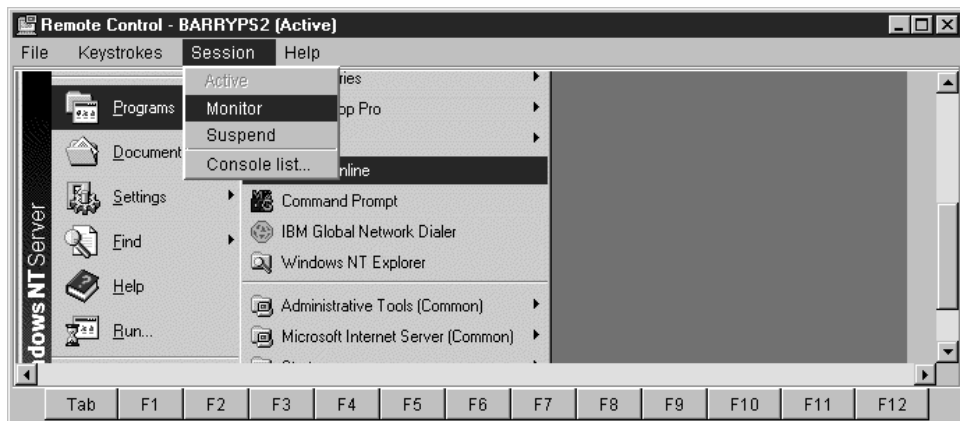 Remote Control - BARRYPS2 (Active)
File Keystrokes Session Help
Active
Monitor
Suspend
Console list...
Programs
Document
Settings
Find
Help
Run...
dows NT Server
ries
op Pro
nline
Command Prompt
IBM Global Network Dialer
Windows NT Explorer
Administrative Tools (Common)
Microsoft Internet Server (Common)
Tab F1 F2 F3 F4 F5 F6 F7 F8 F9 F10 F11 F12